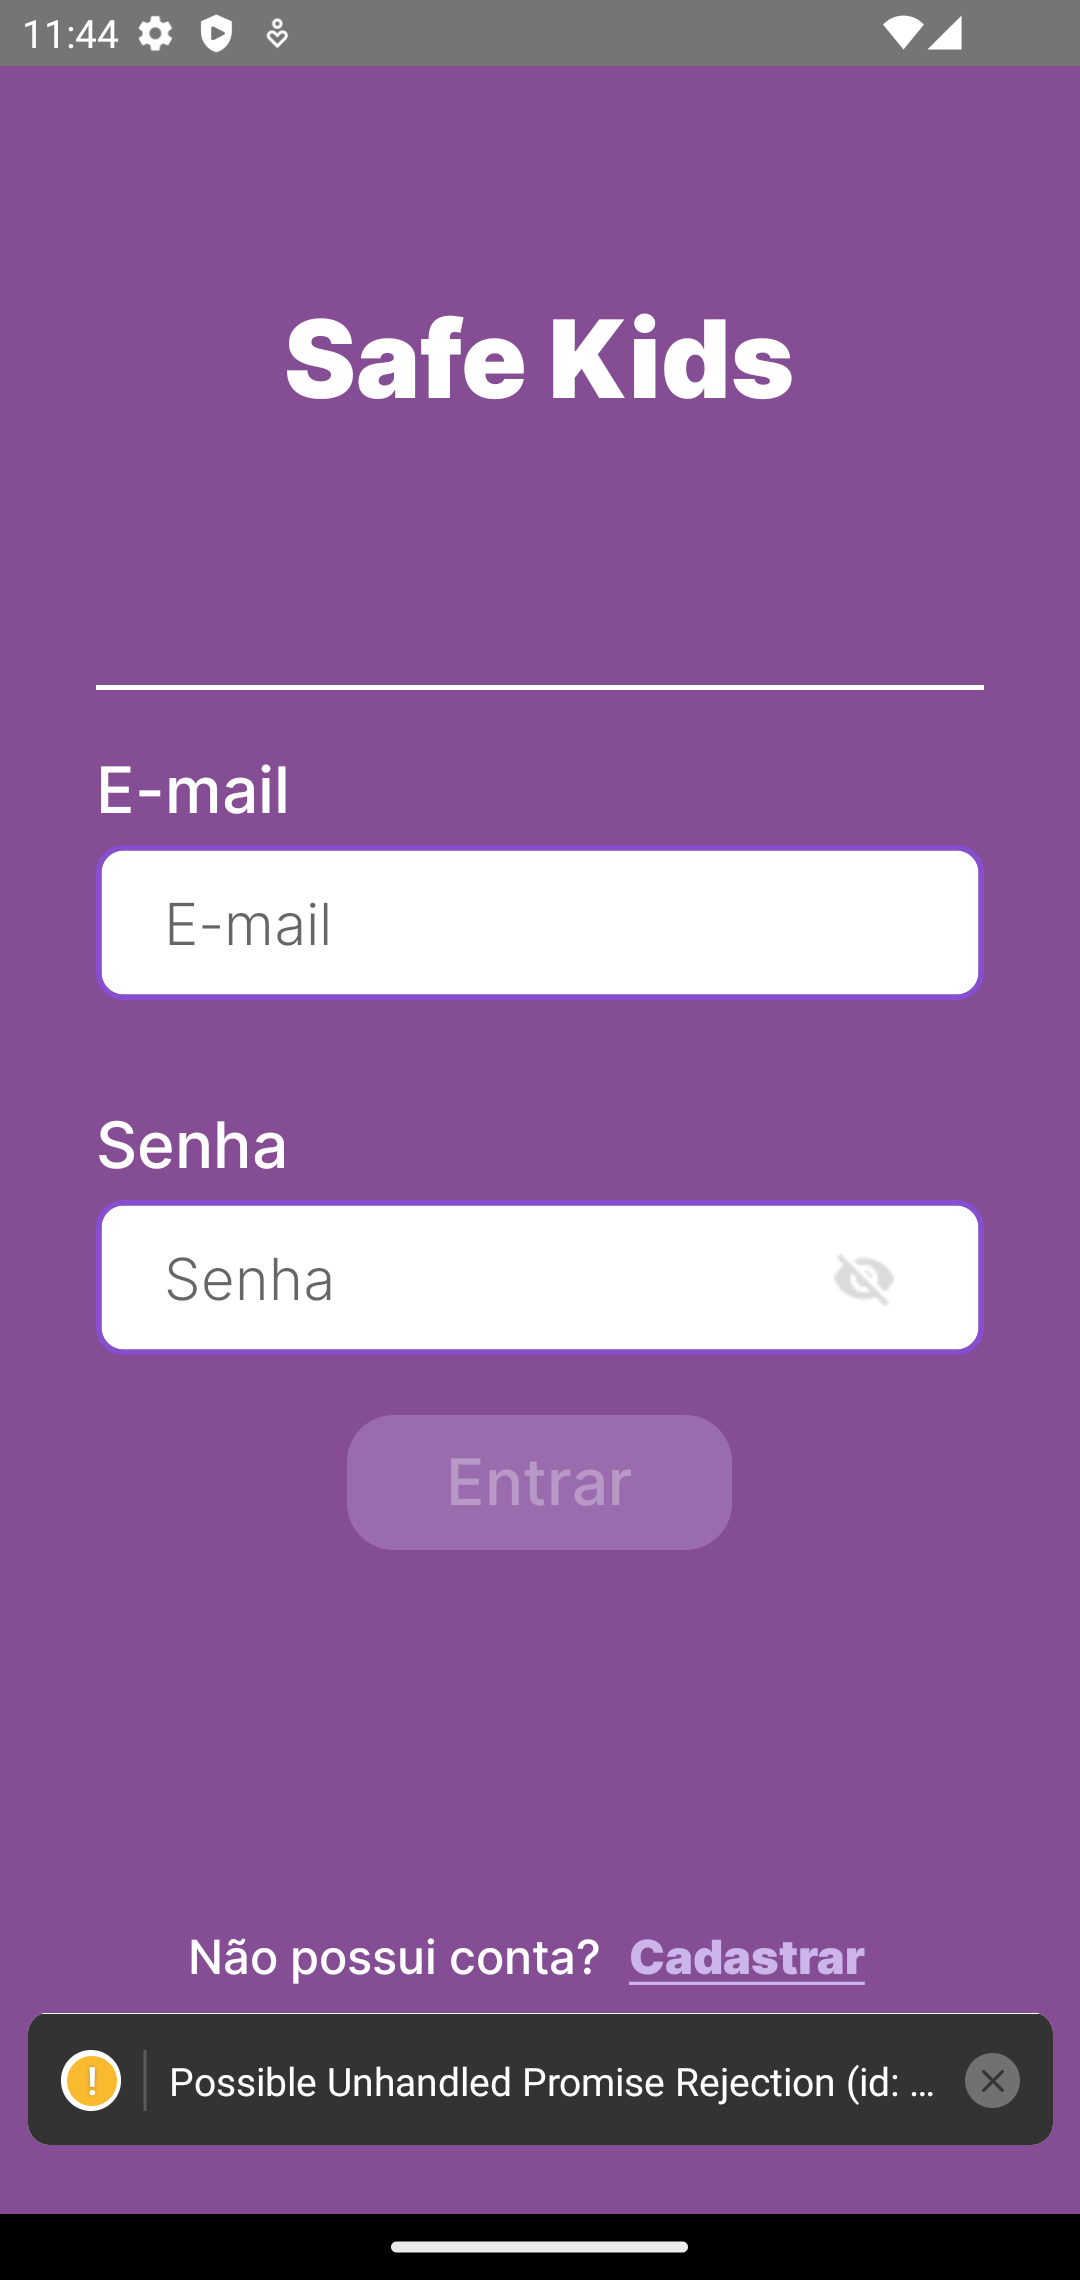 11:44
Safe Kids
E-mail
E-mail
Senha
Senha
Entrar
Não possui conta? Cadastrar
Possible Unhandled Promise Rejection (id: ...